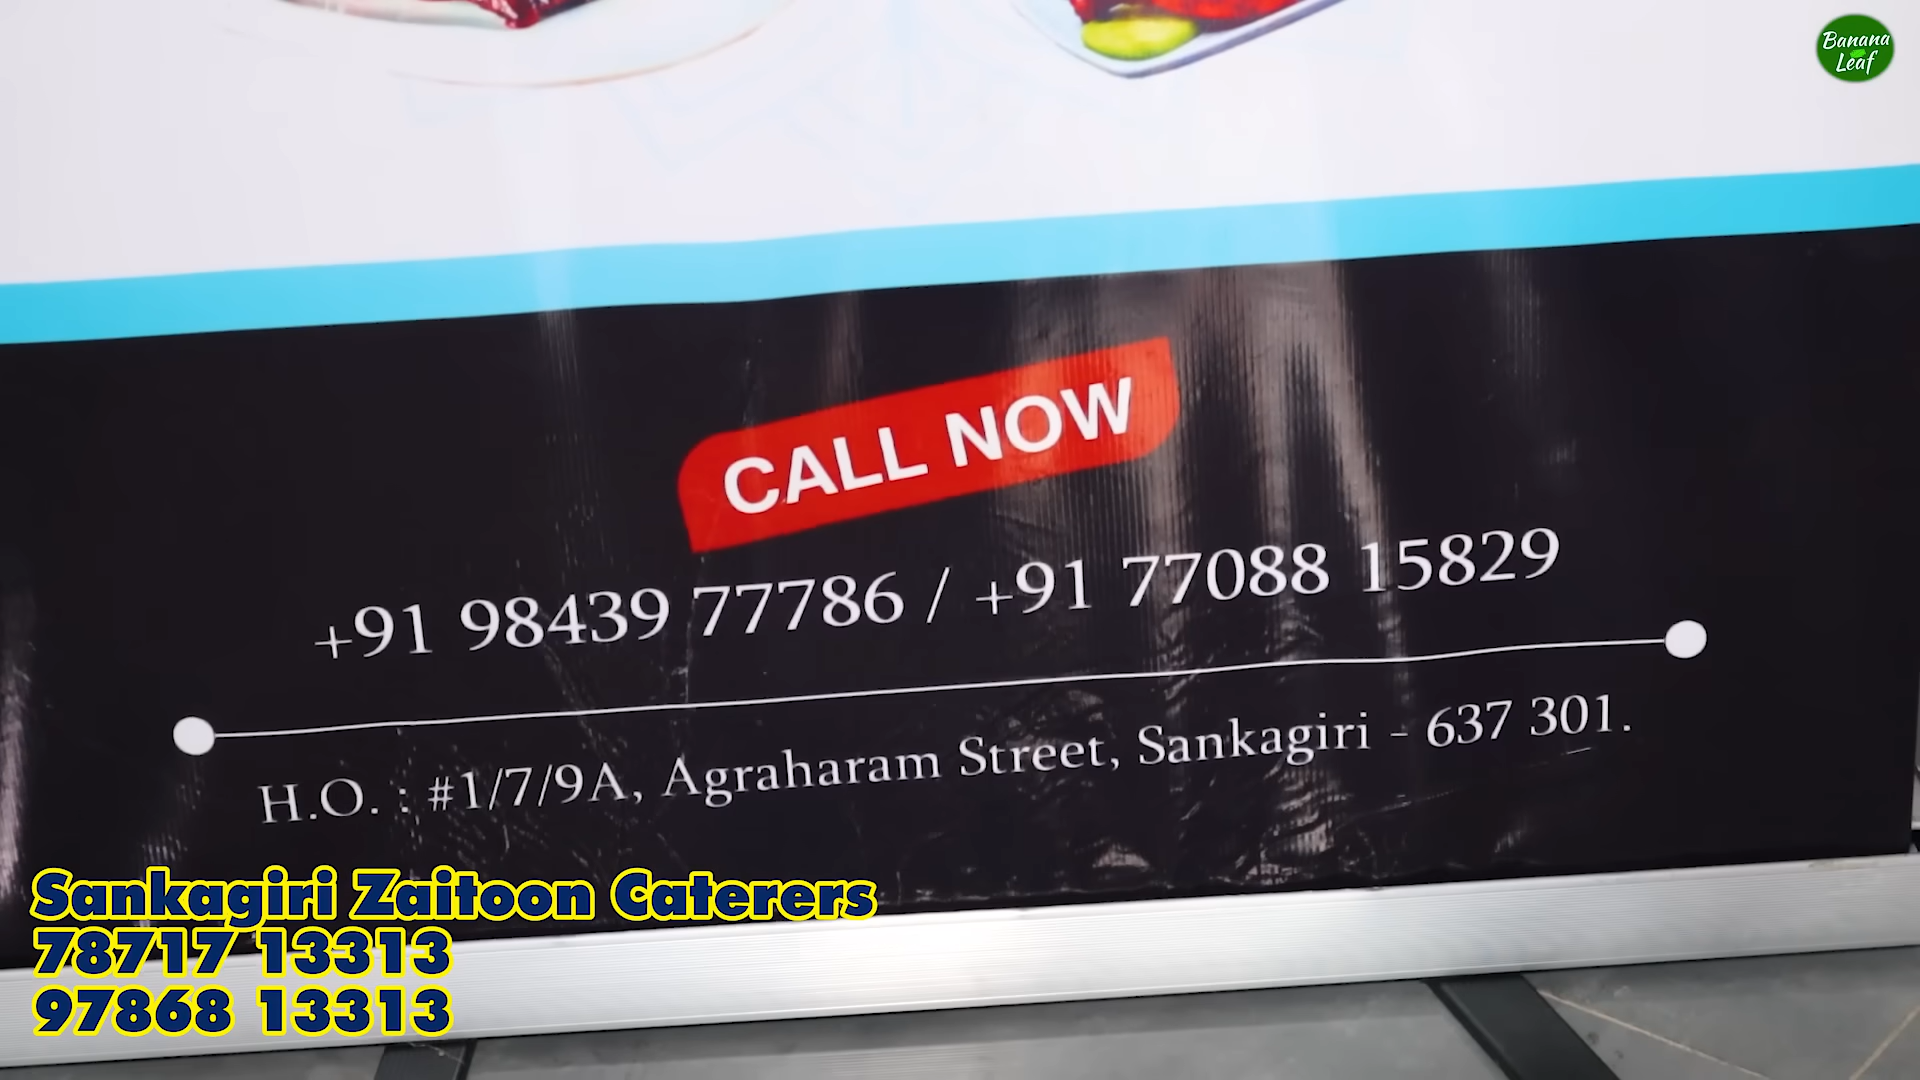 Banana
Leaf
CALL NOW
+91 98439 77786 / +91 77088 15829
H.O. : #1/7/9A, Agraharam Street, Sankagiri - 637 301.
Sankagiri Zaitoon Caterers
78717 13313
97868 13313